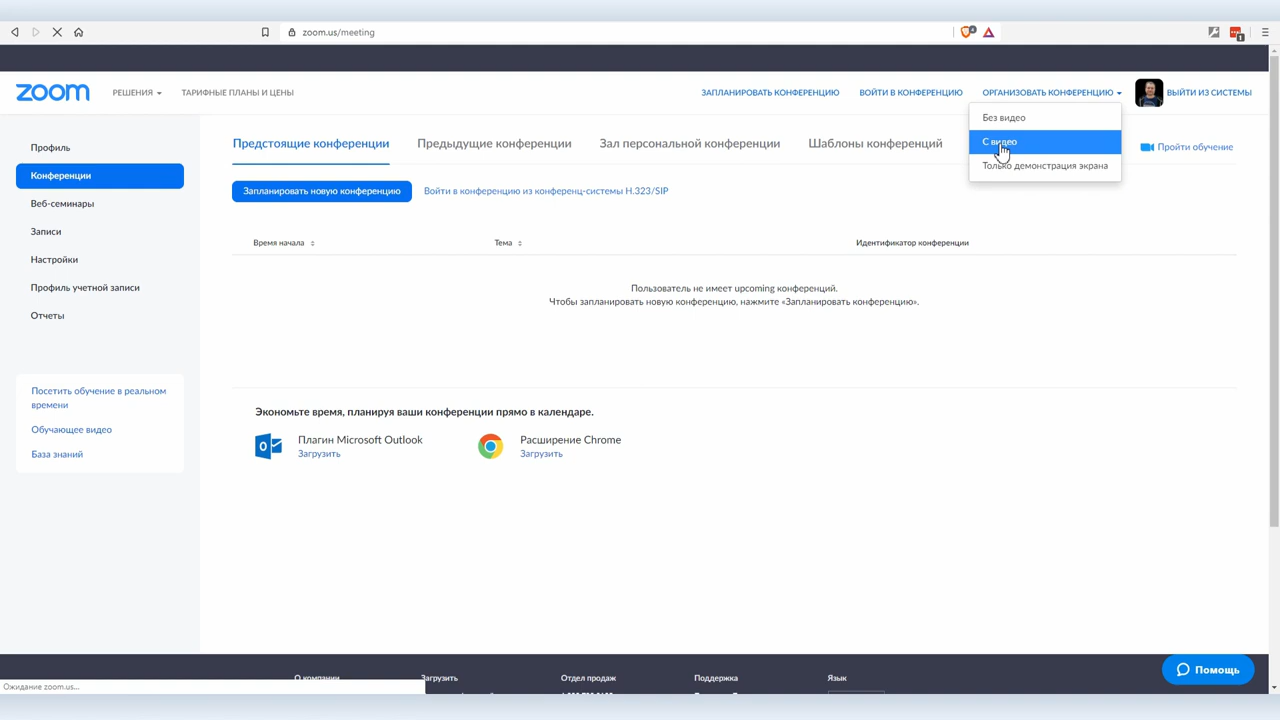 zoom.us/meeting
4
1
zoom
РЕШЕНИЯ
ТАРИФНЫЕ ПЛАНЫ И ЦЕНЫ
ЗАПЛАНИРОВАТЬ КОНФЕРЕНЦИЮ
ВОЙТИ В КОНФЕРЕНЦИЮ
ОРГАНИЗОВАТЬ КОНФЕРЕНЦИЮ
ВЫЙТИ ИЗ СИСТЕМЫ
Без видео
С видео
Только демонстрация экрана
Профиль
Конференции
Веб-семинары
Записи
Настройки
Профиль учетной записи
Отчеты
Посетить обучение в реальном
времени
Обучающее видео
База знаний
Предстоящие конференции
Предыдущие конференции
Зал персональной конференции
Шаблоны конференций
Пройти обучение
Запланировать новую конференцию
Войти в конференцию из конференц-системы H.323/SIP
Время начала
Тема
Идентификатор конференции
Пользователь не имеет upcoming конференций.
Чтобы запланировать новую конференцию, нажмите «Запланировать конференцию».
Экономьте время, планируя ваши конференции прямо в календаре.
Плагин Microsoft Outlook
Загрузить
Расширение Chrome
Загрузить
О компании
Загрузить
Отдел продаж
Поддержка
Язык
Помощь
Ожидание zoom.us...